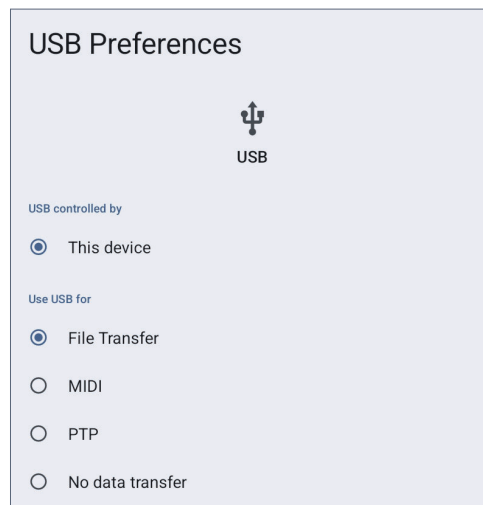 USB Preferences
USB
USB controlled by
This device
Use USB for
File Transfer
MIDI
PTP
No data transfer